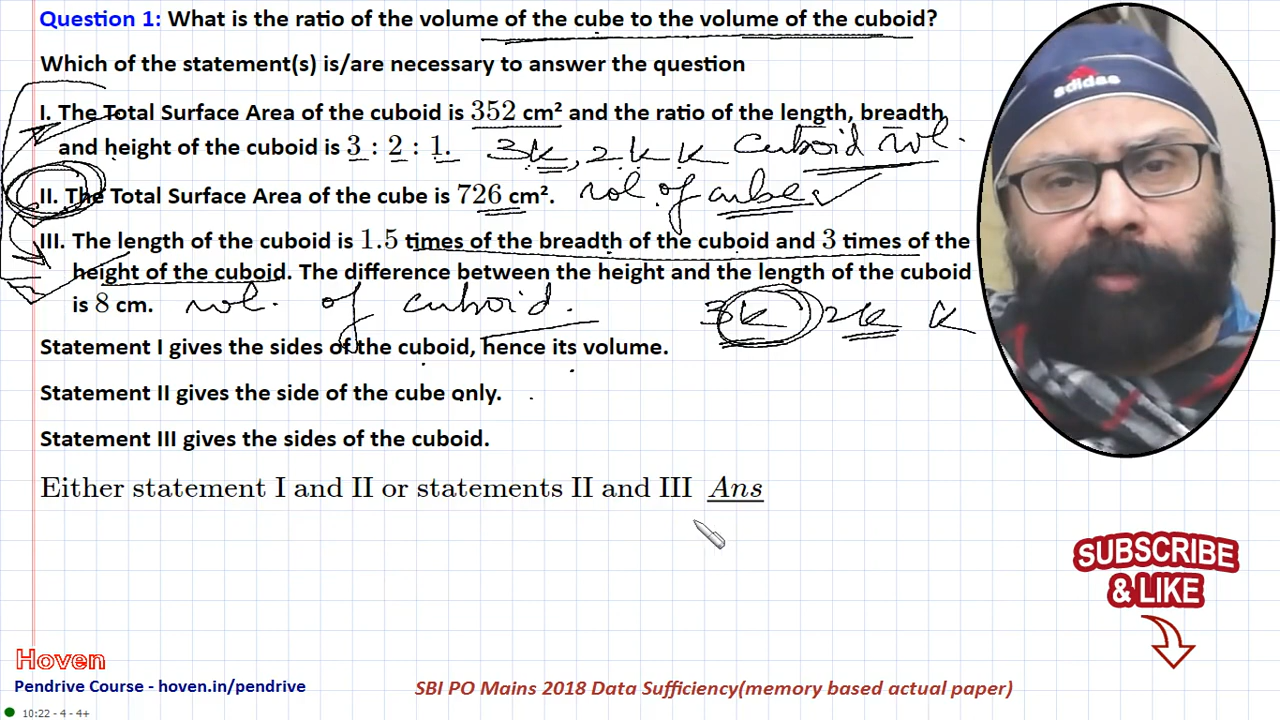 Question 1: What is the ratio of the volume of the cube to the volume of the cuboid?
Which of the statement(s) is/are necessary to answer the question
I. The Total Surface Area of the cuboid is 352 cm² and the ratio of the length, breadth
and height of the cuboid is 3 : 2 : 1. 3k, 2k k cuboid vol.
II. The Total Surface Area of the cube is 726 cm². vol. of cube ✓
III. The length of the cuboid is 1.5 times of the breadth of the cuboid and 3 times of the
height of the cuboid. The difference between the height and the length of the cuboid
is 8 cm. vol. of cuboid. 3k 2k k
Statement I gives the sides of the cuboid, hence its volume.
Statement II gives the side of the cube only.
Statement III gives the sides of the cuboid.
Either statement I and II or statements II and III Ans
adidas
SUBSCRIBE
& LIKE
Hoven
Pendrive Course - hoven.in/pendrive
SBI PO Mains 2018 Data Sufficiency(memory based actual paper)
10:22 - 4 - 4+